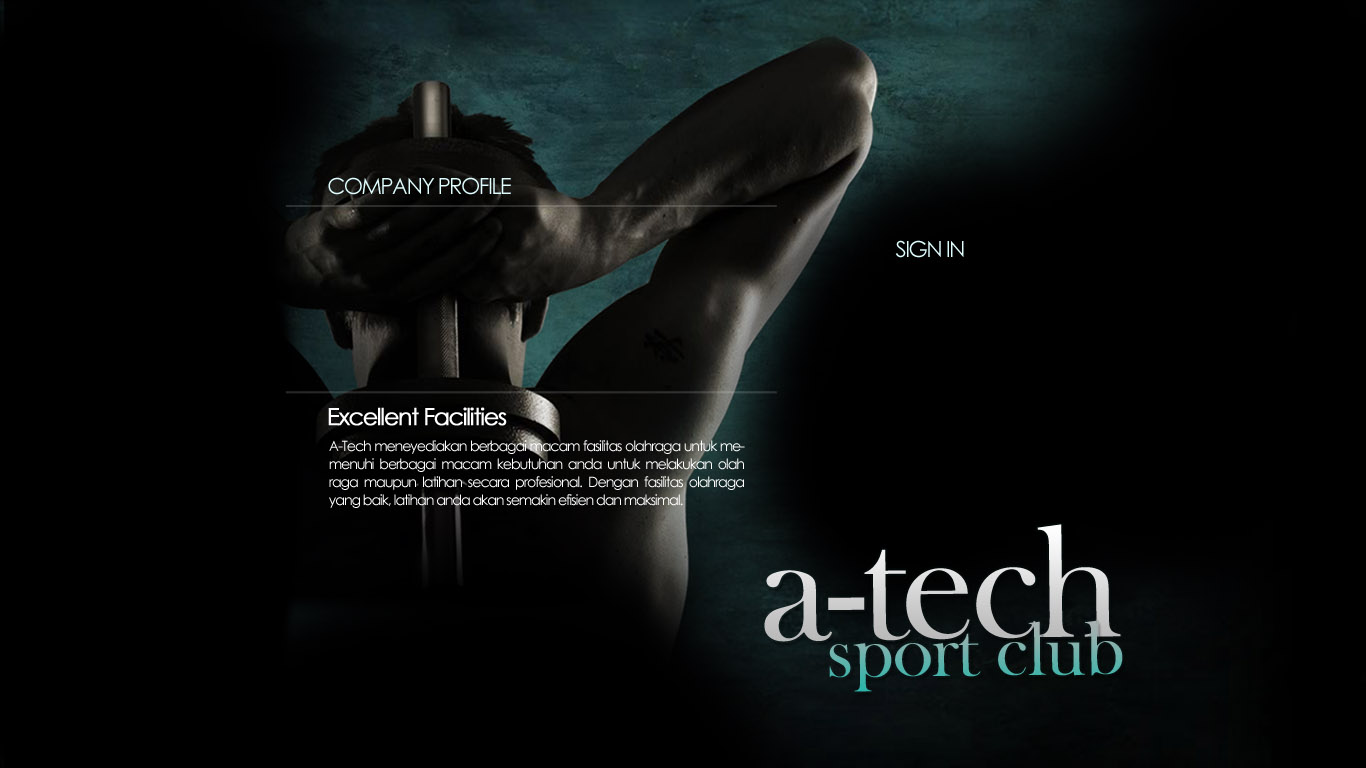 COMPANY PROFILE
SIGN IN
Excellent Facilities
A-Tech meneyediakan berbagai macam fasilitas olahraga untuk me-
menuhi berbagai macam kebutuhan anda untuk melakukan olah
raga maupun latihan secara profesional. Dengan fasilitas olahraga
yang baik, latihan anda akan semakin efisien dan maksimal.
a-tech
sport club